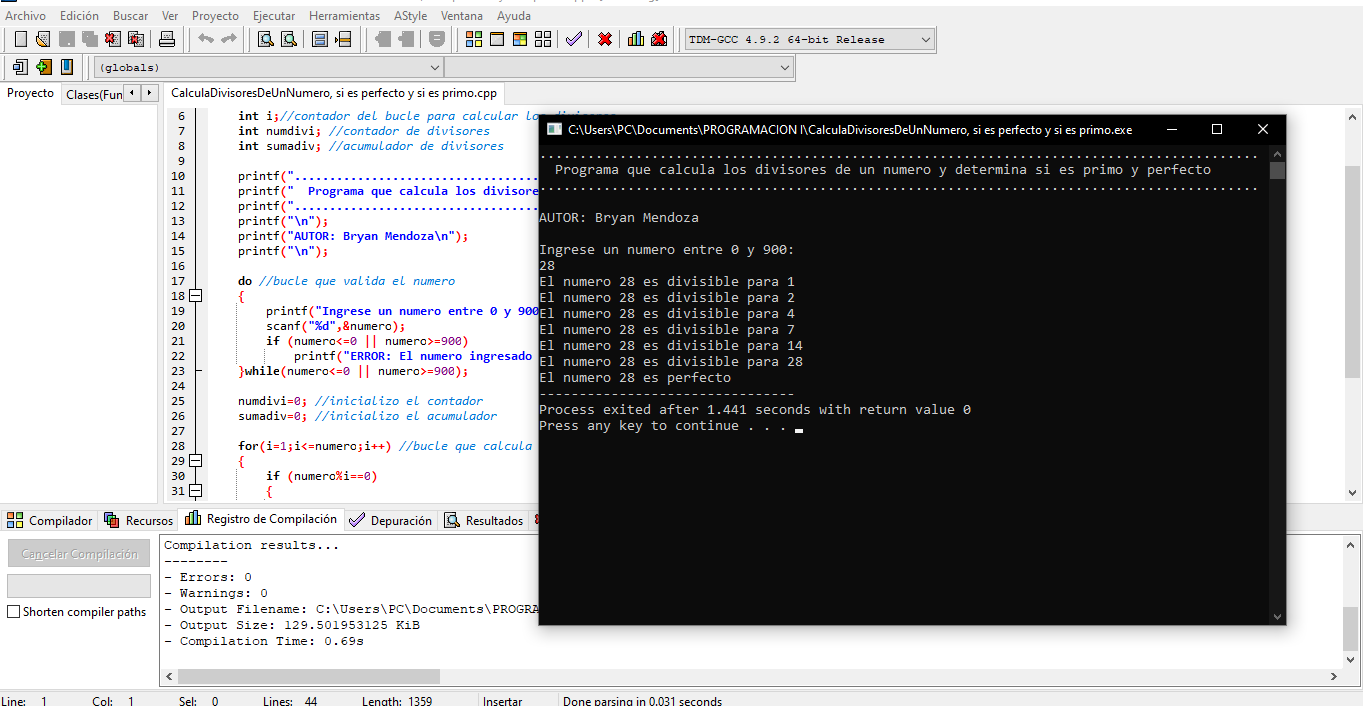 Archivo Edición Buscar Ver Proyecto Ejecutar Herramientas AStyle Ventana Ayuda
TDM-GCC 4.9.2 64-bit Release
(globals)
Proyecto Clases(Fun CalculaDivisoresDeUnNumero, si es perfecto y si es primo.cpp
6 int i;//contador del bucle para calcular
7 int numdivi; //contador de divisores
8 int sumadiv; //acumulador de divisores
9
10 printf("..................................
11 printf("  Programa que calcula los divisore
12 printf("..................................
13 printf("\n");
14 printf("AUTOR: Bryan Mendoza\n");
15 printf("\n");
16
17 do //bucle que valida el numero
18 {
19 printf("Ingrese un numero entre 0 y 900
20 scanf("%d",&numero);
21 if (numero<=0 || numero>=900)
22 printf("ERROR: El numero ingresado
23 }while(numero<=0 || numero>=900);
24
25 numdivi=0; //inicializo el contador
26 sumadiv=0; //inicializo el acumulador
27
28 for(i=1;i<=numero;i++) //bucle que calcula
29 {
30 if (numero%i==0)
31 {
C:\Users\PC\Documents\PROGRAMACION I\CalculaDivisoresDeUnNumero, si es perfecto y si es primo.exe
..........................................................................................
Programa que calcula los divisores de un numero y determina si es primo y perfecto
..........................................................................................
AUTOR: Bryan Mendoza
Ingrese un numero entre 0 y 900:
28
El numero 28 es divisible para 1
El numero 28 es divisible para 2
El numero 28 es divisible para 4
El numero 28 es divisible para 7
El numero 28 es divisible para 14
El numero 28 es divisible para 28
El numero 28 es perfecto
--------------------------------
Process exited after 1.441 seconds with return value 0
Press any key to continue . . .
Compilador Recursos Registro de Compilación Depuración Resultados
Cancelar Compilación
Shorten compiler paths
Compilation results...
--------
- Errors: 0
- Warnings: 0
- Output Filename: C:\Users\PC\Documents\PROGRA
- Output Size: 129.501953125 KiB
- Compilation Time: 0.69s
Line: 1 Col: 1 Sel: 0 Lines: 44 Length: 1359 Insertar Done parsing in 0.031 seconds